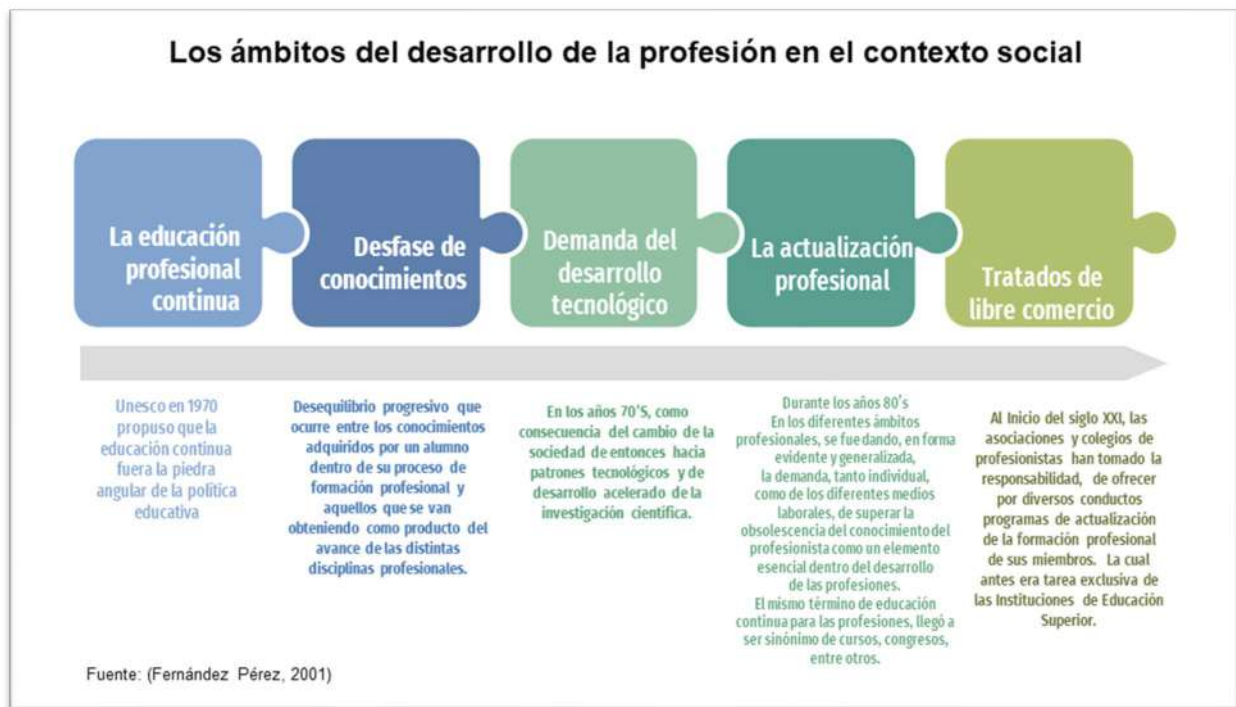 Los ámbitos del desarrollo de la profesión en el contexto social
La educación
profesional
continua
Desfase de
conocimientos
Demanda del
desarrollo
tecnológico
La actualización
profesional
Tratados de
libre comercio
Unesco en 1970
propuso que la
educación continua
fuera la piedra
angular de la política
educativa
Desequilibrio progresivo que
ocurre entre los conocimientos
adquiridos por un alumno
dentro de su proceso de
formación profesional y
aquellos que se van
obteniendo como producto del
avance de las distintas
disciplinas profesionales.
En los años 70'S, como
consecuencia del cambio de la
sociedad de entonces hacia
patrones tecnológicos y de
desarrollo acelerado de la
investigación científica.
Durante los años 80's
En los diferentes ámbitos
profesionales, se fue dando, en forma
evidente y generalizada,
la demanda, tanto individual,
como de los diferentes medios
laborales, de superar la
obsolescencia del conocimiento del
profesionista como un elemento
esencial dentro del desarrollo
de las profesiones.
El mismo término de educación
continua para las profesiones, llegó a
ser sinónimo de cursos, congresos,
entre otros.
Al Inicio del siglo XXI, las
asociaciones y colegios de
profesionistas han tomado la
responsabilidad, de ofrecer
por diversos conductos
programas de actualización
de la formación profesional
de sus miembros. La cual
antes era tarea exclusiva de
las Instituciones de Educación
Superior.
Fuente: (Fernández Pérez, 2001)